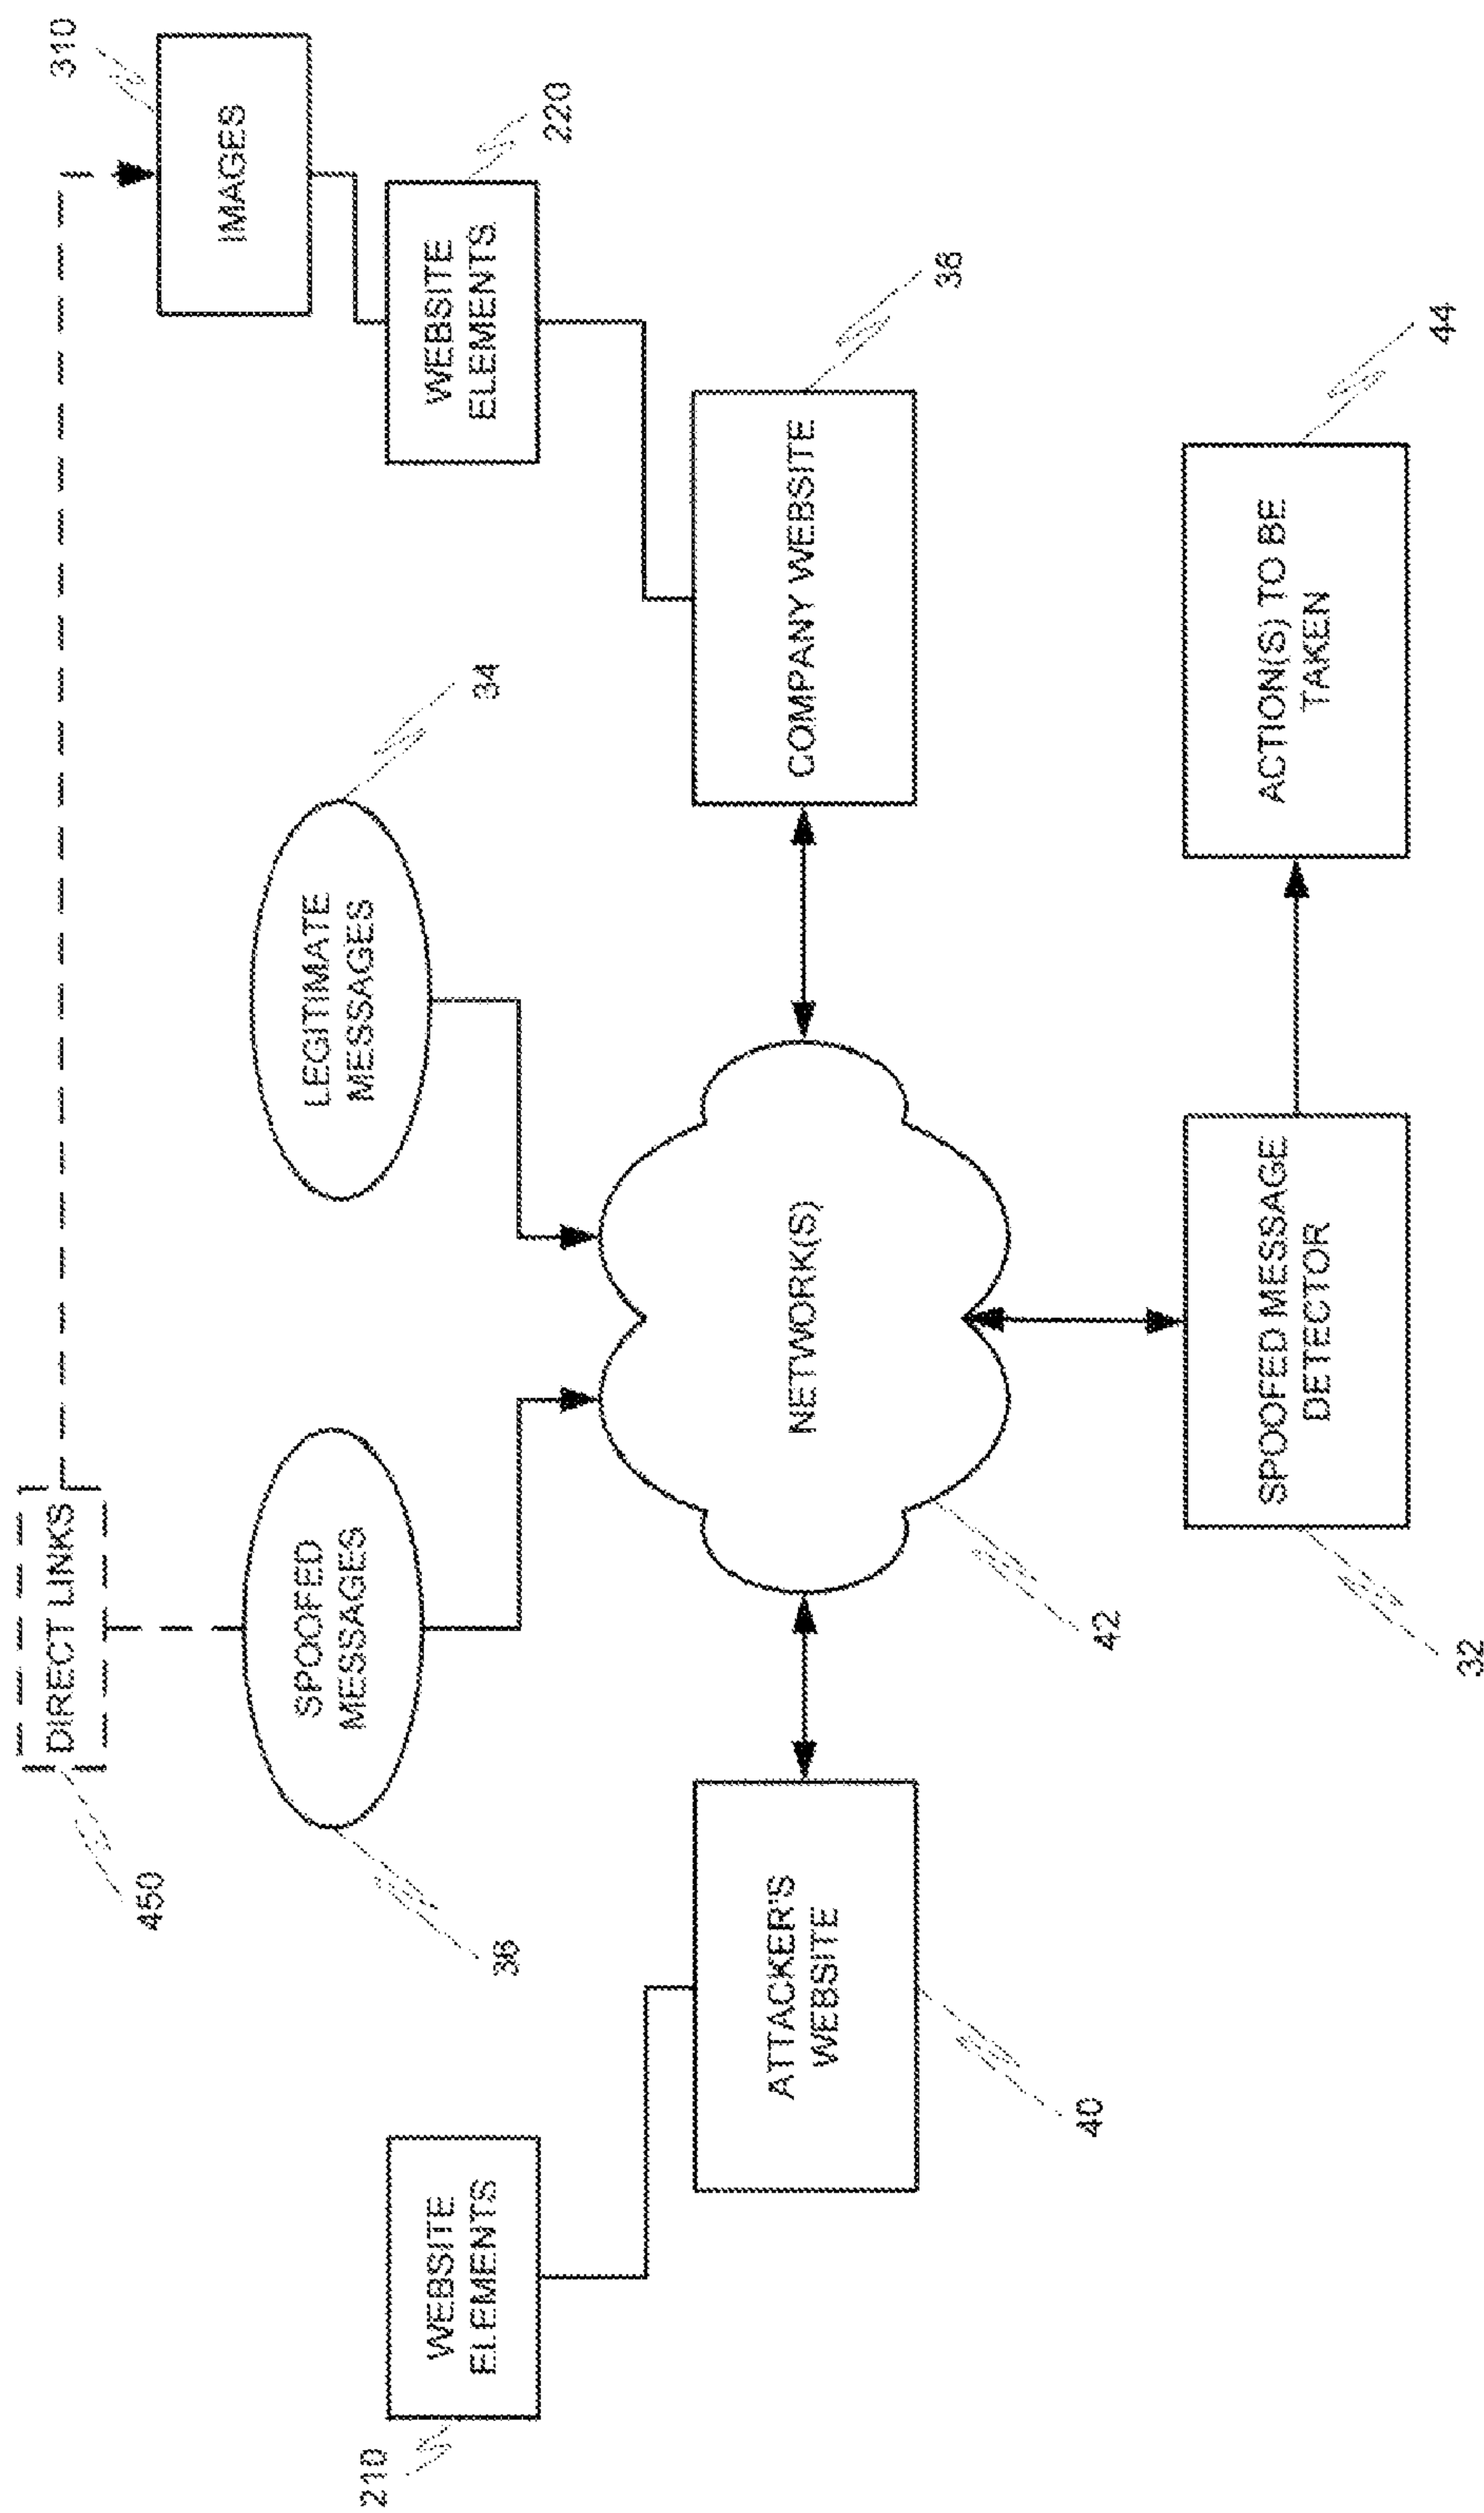 450
DIRECT LINKS
310
IMAGES
220
WEBSITE
ELEMENTS
34
LEGITIMATE
MESSAGES
SPOOFED
MESSAGES
36
210
WEBSITE
ELEMENTS
ATTACKER'S
WEBSITE
40
NETWORK(S)
42
COMPANY WEBSITE
SPOOFED MESSAGE
DETECTOR
32
ACTION(S) TO BE
TAKEN
44